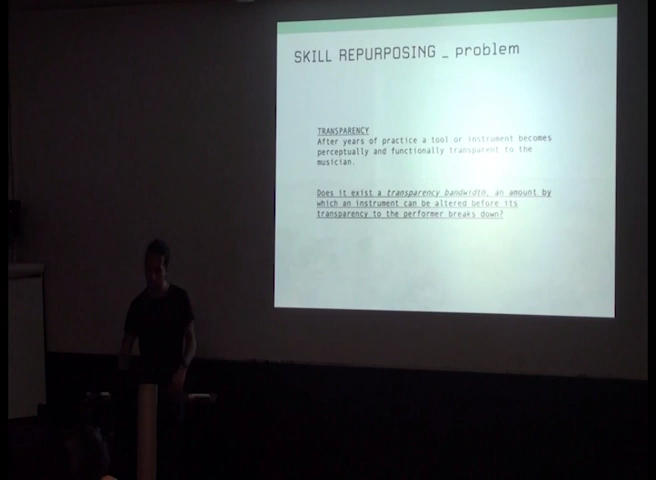 SKILL REPURPOSING _ problem
TRANSPARENCY
After years of practice a tool or instrument becomes
perceptually and functionally transparent to the
musician.
Does it exist a transparency bandwidth, an amount by
which an instrument can be altered before its
transparency to the performer breaks down?